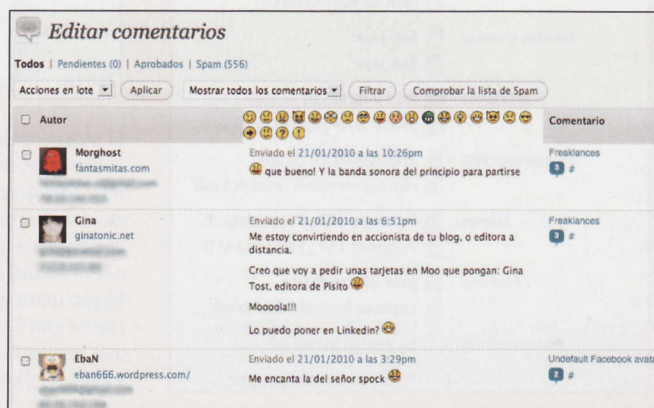 Editar comentarios
Todos | Pendientes (0) | Aprobados | Spam (556)
Acciones en lote Aplicar Mostrar todos los comentarios Filtrar Comprobar la lista de Spam
Autor Comentario
Morghost Enviado el 21/01/2010 a las 10:26pm Freaklances
fantasmitas.com que bueno! Y la banda sonora del principio para partirse 3 #
Gina Enviado el 21/01/2010 a las 6:51pm Freaklances
ginatonic.net Me estoy convirtiendo en accionista de tu blog, o editora a 3 #
distancia.
Creo que voy a pedir unas tarjetas en Moo que pongan: Gina
Tost, editora de Pisito
Moooola!!!
Lo puedo poner en Linkedin?
EbaN Enviado el 21/01/2010 a las 3:29pm Undefault Facebook avata
eban666.wordpress.com/ Me encanta la del señor spock 2 #